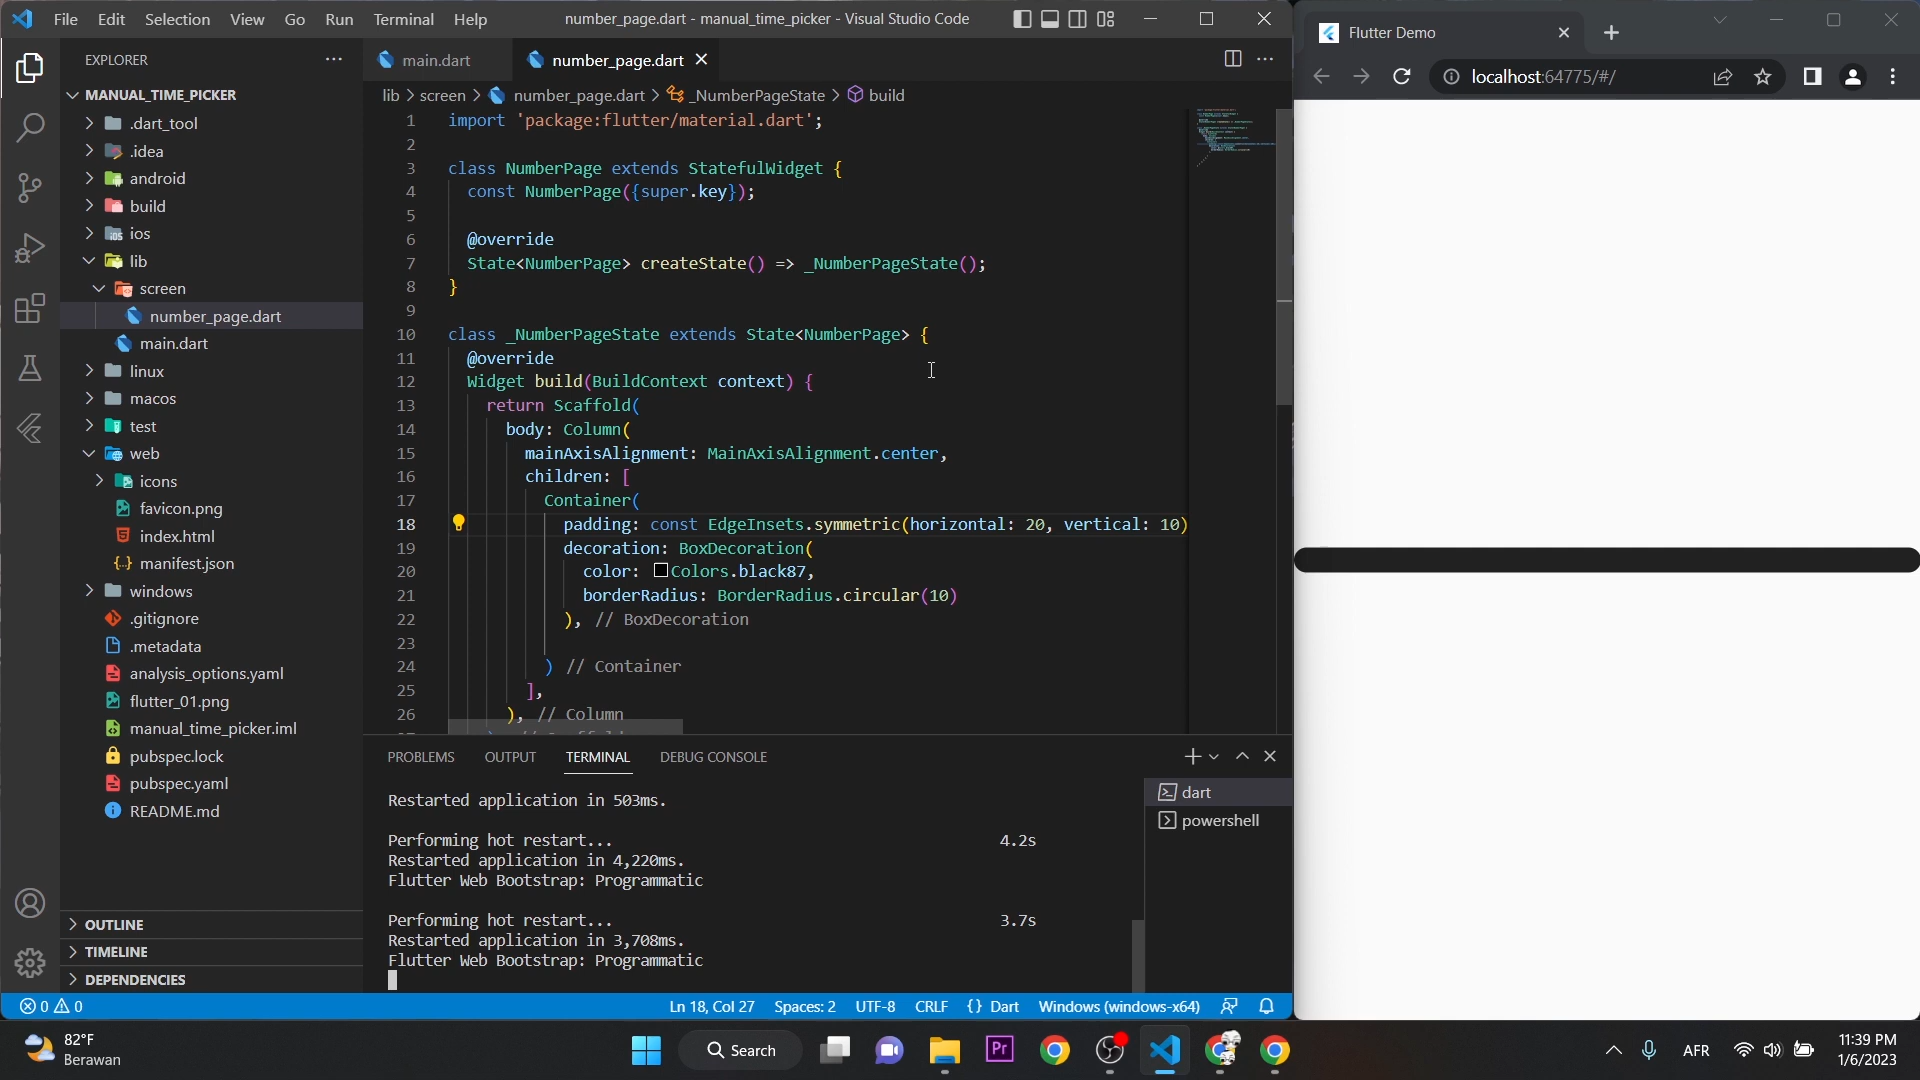 File Edit Selection View Go Run Terminal Help
number_page.dart - manual_time_picker - Visual Studio Code
EXPLORER
MANUAL_TIME_PICKER
.dart_tool
.idea
android
build
ios
lib
screen
number_page.dart
main.dart
linux
macos
test
web
icons
favicon.png
index.html
manifest.json
windows
.gitignore
.metadata
analysis_options.yaml
flutter_01.png
manual_time_picker.iml
pubspec.lock
pubspec.yaml
README.md
OUTLINE
TIMELINE
DEPENDENCIES
main.dart
number_page.dart
lib > screen > number_page.dart > _NumberPageState > build
1 import 'package:flutter/material.dart';
2
3 class NumberPage extends StatefulWidget {
4 const NumberPage({super.key});
5
6 @override
7 State<NumberPage> createState() => _NumberPageState();
8 }
9
10 class _NumberPageState extends State<NumberPage> {
11 @override
12 Widget build(BuildContext context) {
13 return Scaffold(
14 body: Column(
15 mainAxisAlignment: MainAxisAlignment.center,
16 children: [
17 Container(
18 padding: const EdgeInsets.symmetric(horizontal: 20, vertical: 10)
19 decoration: BoxDecoration(
20 color: Colors.black87,
21 borderRadius: BorderRadius.circular(10)
22 ), // BoxDecoration
23
24 ) // Container
25 ],
26 ), // Column
PROBLEMS OUTPUT TERMINAL DEBUG CONSOLE
Restarted application in 503ms.
Performing hot restart... 4.2s
Restarted application in 4,220ms.
Flutter Web Bootstrap: Programmatic
Performing hot restart... 3.7s
Restarted application in 3,708ms.
Flutter Web Bootstrap: Programmatic
dart
powershell
0 0
Ln 18, Col 27 Spaces: 2 UTF-8 CRLF {} Dart Windows (windows-x64)
Flutter Demo
localhost:64775/#/
82°F
Berawan
Search
Pr
AFR
11:39 PM
1/6/2023